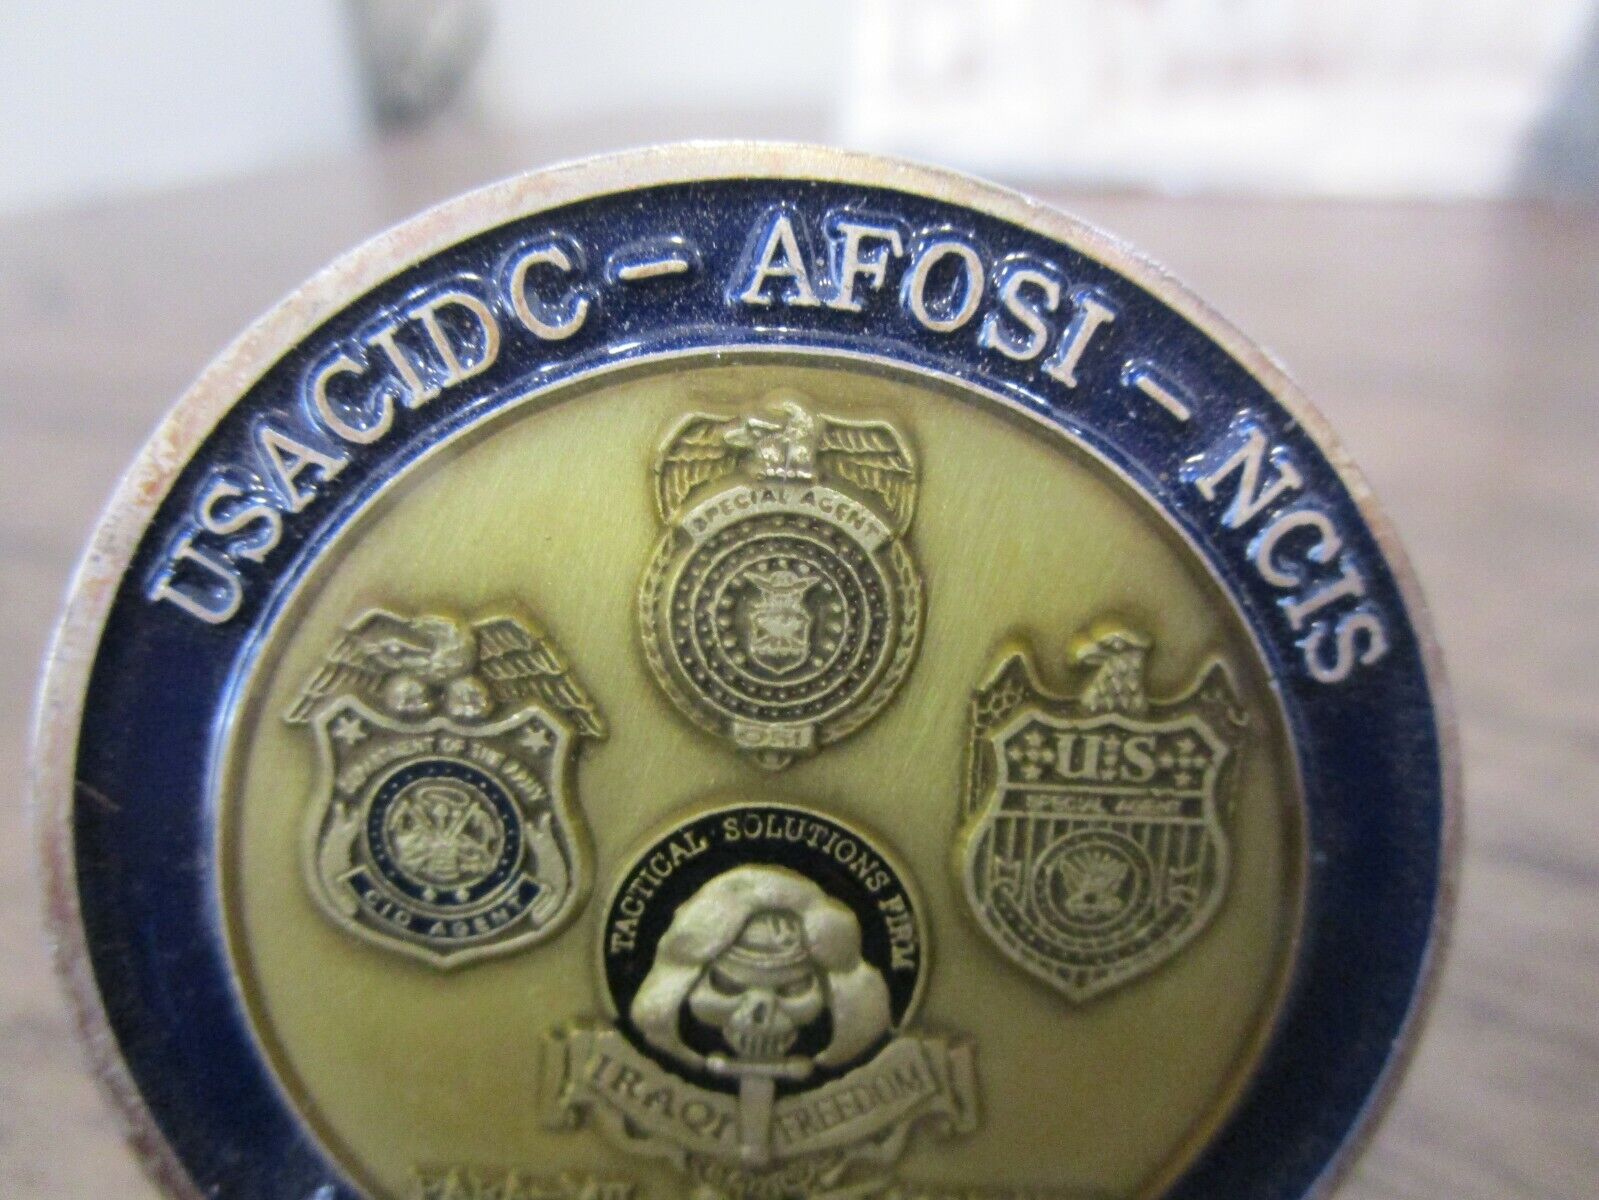 USACIDC - AFOSI - NCIS
SPECIAL AGENT
OSI
DEPARTMENT OF THE ARMY
CID AGENT
U.S
SPECIAL AGENT
TACTICAL SOLUTIONS FIRM
IRAQI FREEDOM